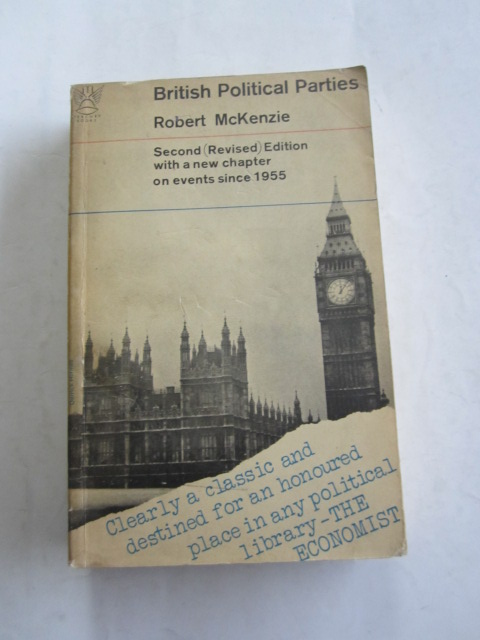 British Political Parties
Robert McKenzie
Second (Revised) Edition
with a new chapter
on events since 1955
Clearly a classic and
destined for an honoured
place in any political
library-THE
ECONOMIST